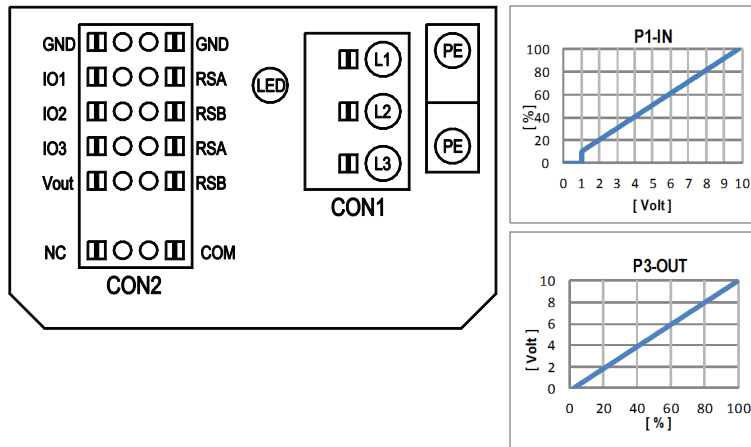 GND GND
IO1 RSA
IO2 RSB
IO3 RSA
Vout RSB
NC COM
CON2
LED
L1
L2
L3
CON1
PE
PE
P1-IN
[ % ]
100
80
60
40
20
0
0 1 2 3 4 5 6 7 8 9 10
[ Volt ]
P3-OUT
[ Volt ]
10
8
6
4
2
0
0 20 40 60 80 100
[ % ]